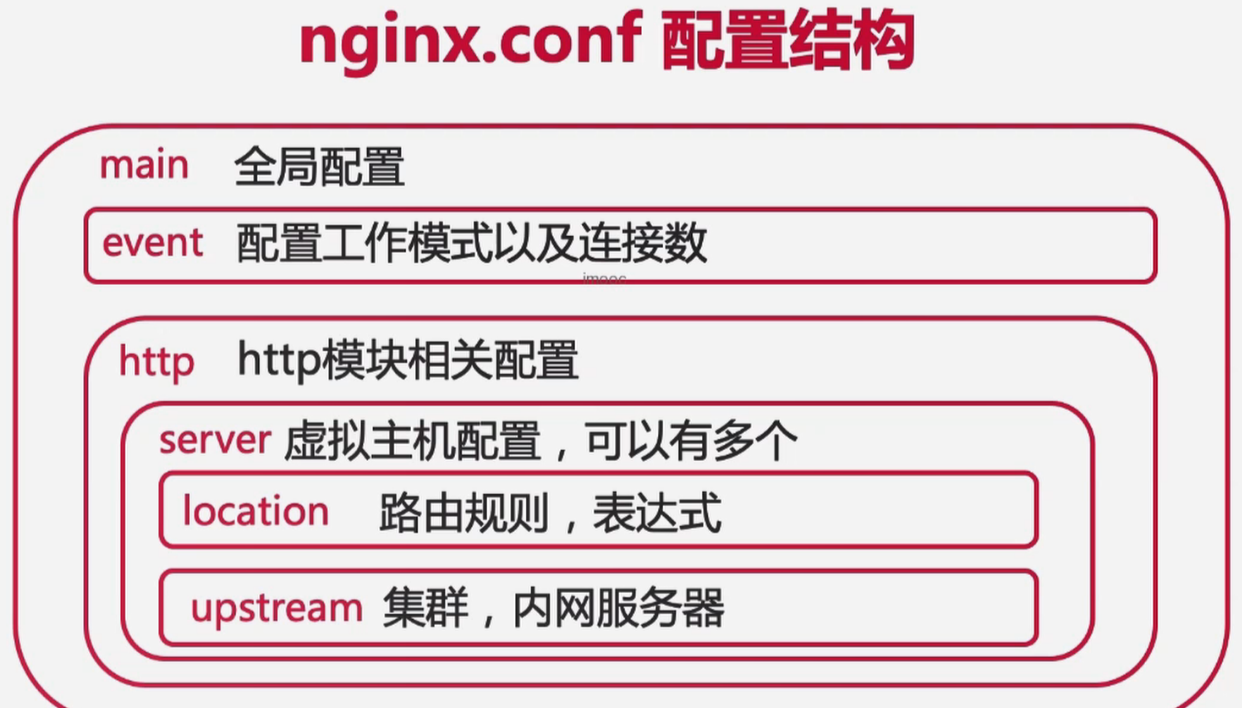 nginx.conf 配置结构
main 全局配置
event 配置工作模式以及连接数
imooc
http http模块相关配置
server 虚拟主机配置，可以有多个
location 路由规则，表达式
upstream 集群，内网服务器